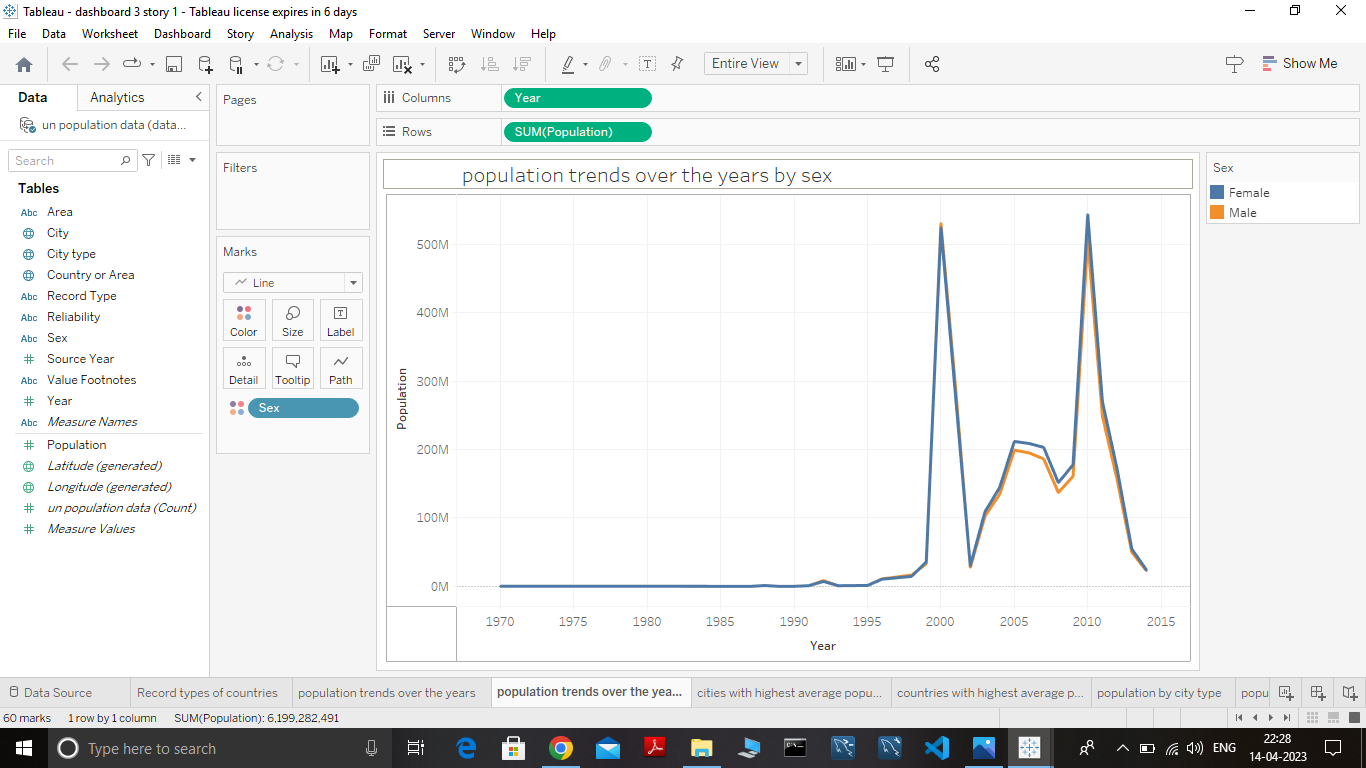 Tableau - dashboard 3 story 1 - Tableau license expires in 6 days
File Data Worksheet Dashboard Story Analysis Map Format Server Window Help
Entire View
Show Me
Data Analytics
un population data (data...
Search
Tables
Abc Area
City
City type
Country or Area
Abc Record Type
Abc Reliability
Abc Sex
Source Year
Value Footnotes
Year
Abc Measure Names
Population
Latitude (generated)
Longitude (generated)
un population data (Count)
Measure Values
Pages
Filters
Marks
Line
Color Size Label
Detail Tooltip Path
Sex
Columns Year
Rows SUM(Population)
population trends over the years by sex
500M
400M
300M
200M
100M
0M
Population
1970 1975 1980 1985 1990 1995 2000 2005 2010 2015
Year
Sex
Female
Male
Data Source Record types of countries population trends over the years population trends over the yea... cities with highest average popu... countries with highest average p... population by city type popu
60 marks 1 row by 1 column SUM(Population): 6,199,282,491
Type here to search
ENG
22:28
14-04-2023